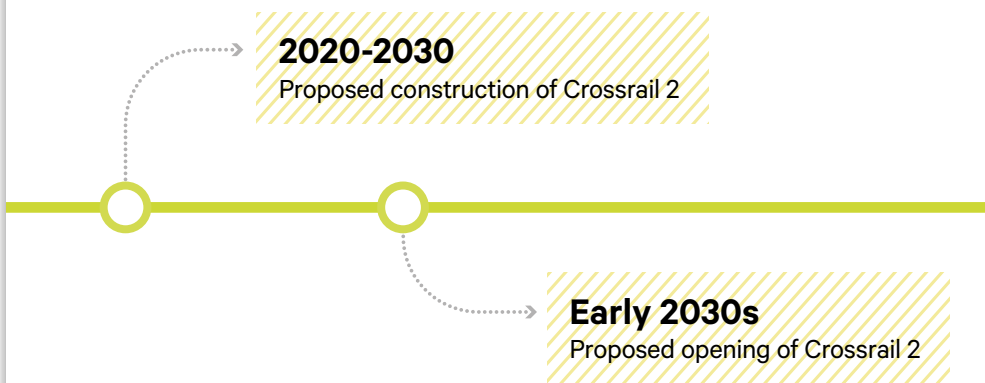 2020-2030
Proposed construction of Crossrail 2
Early 2030s
Proposed opening of Crossrail 2